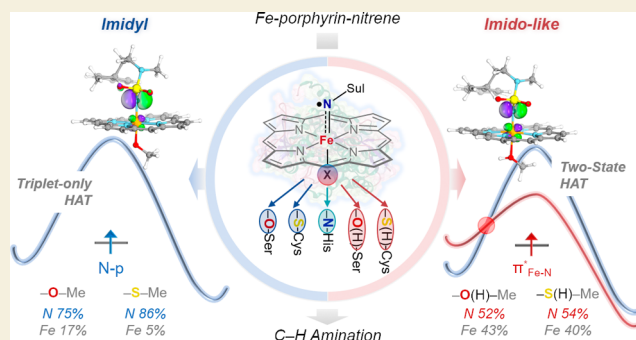 Imidyl
Fe-porphyrin-nitrene
Imido-like
Sul
•N
N N
Fe
N N
X
Triplet-only
HAT
Two-State
HAT
–O–
Ser
–S–
Cys
N
His
–O(H)–
Ser
–S(H)–
Cys
N-p
π*Fe-N
–O–Me –S–Me
N 75% N 86%
Fe 17% Fe 5%
–O(H)–Me –S(H)–Me
N 52% N 54%
Fe 43% Fe 40%
C–H Amination